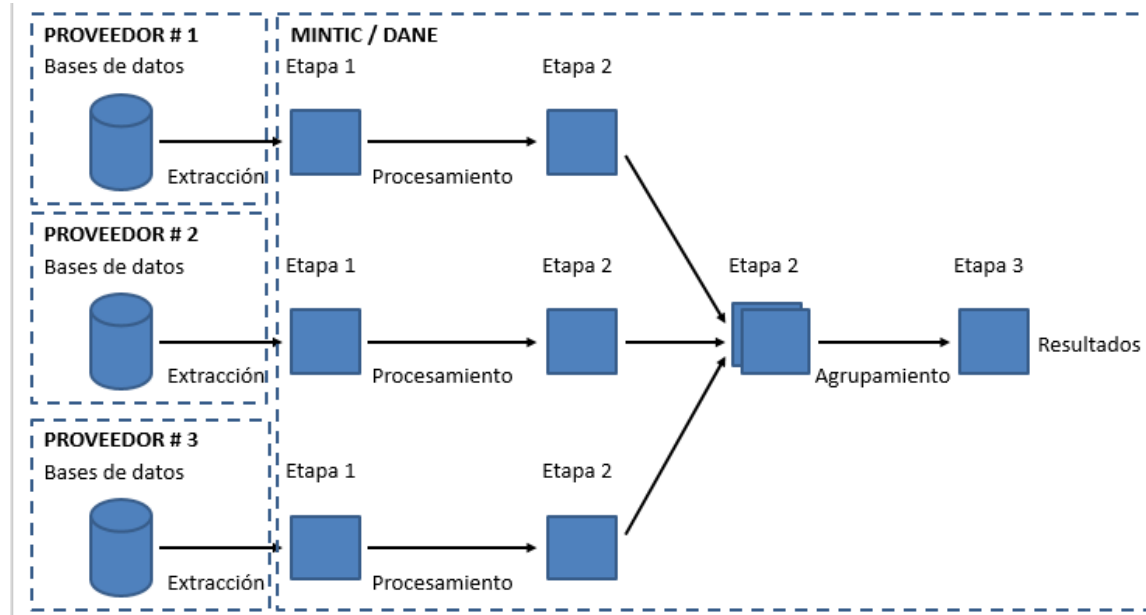 PROVEEDOR # 1
Bases de datos
Extracción
MINTIC / DANE
Etapa 1
Etapa 2
Procesamiento
PROVEEDOR # 2
Bases de datos
Extracción
Etapa 1
Etapa 2
Procesamiento
Etapa 2
Etapa 3
Agrupamiento
Resultados
PROVEEDOR # 3
Bases de datos
Extracción
Etapa 1
Etapa 2
Procesamiento